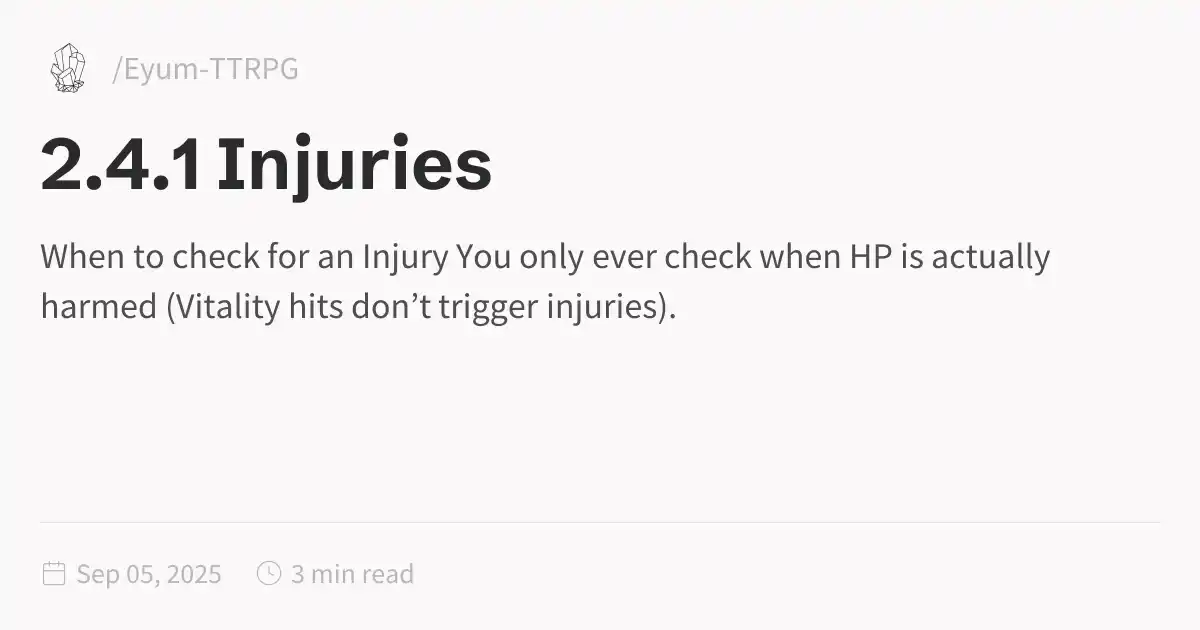 /Eyum-TTRPG
2.4.1 Injuries
When to check for an Injury You only ever check when HP is actually
harmed (Vitality hits don’t trigger injuries).
Sep 05, 2025
3 min read